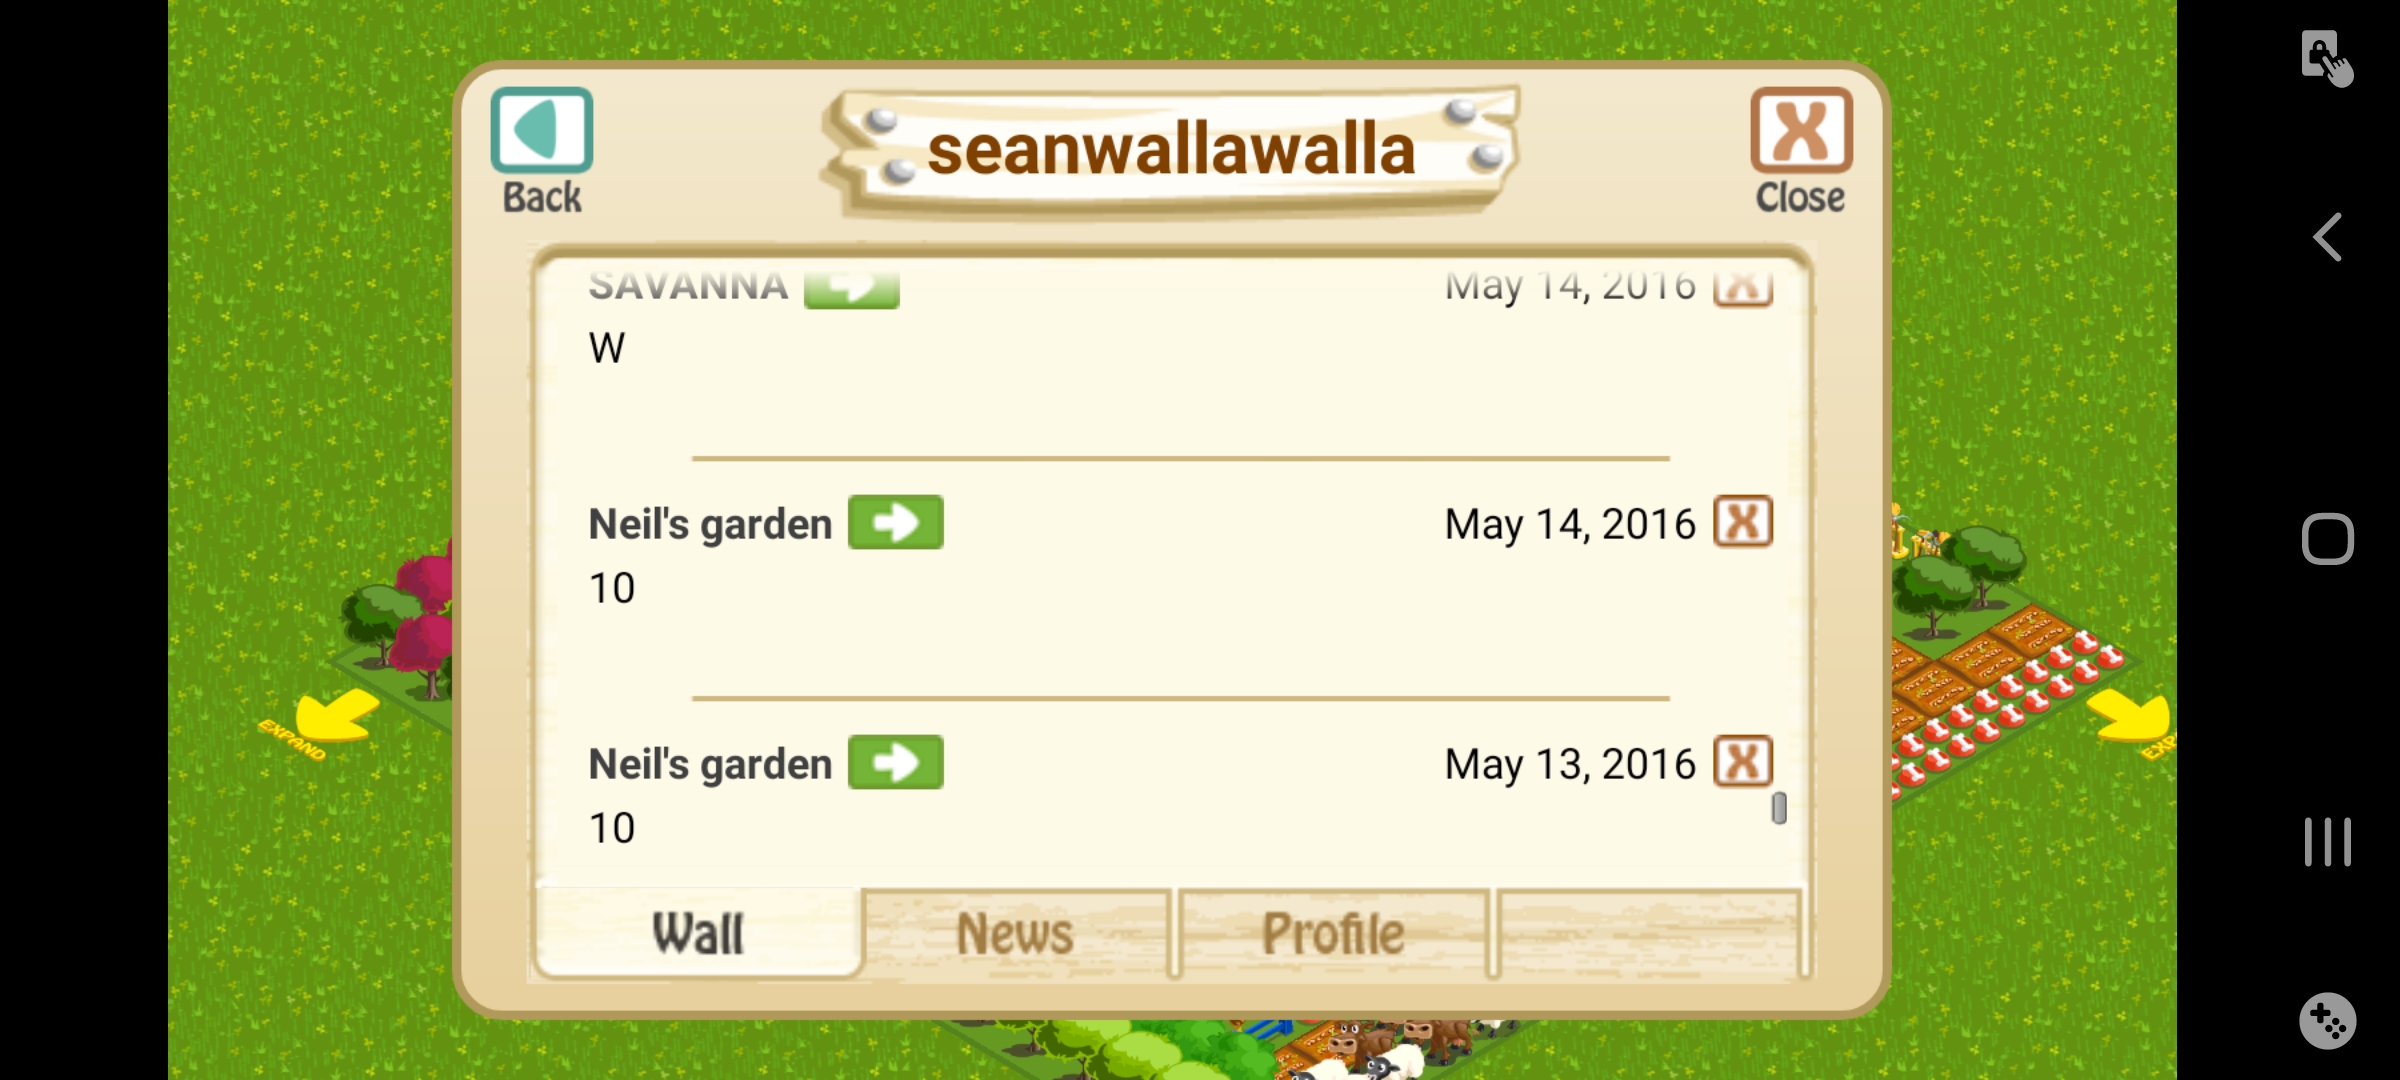 Back
seanwallawalla
Close
SAVANNA
May 14, 2016
W
Neil's garden
May 14, 2016
10
Neil's garden
May 13, 2016
10
EXPAND
EXP
Wall
News
Profile